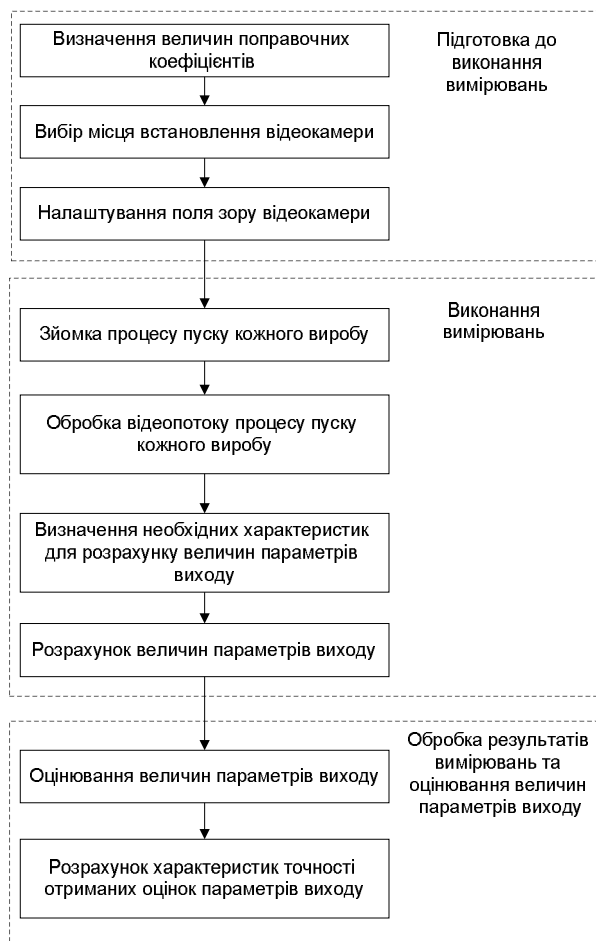 Визначення величин поправочних
коефіцієнтів
Підготовка до
виконання
вимірювань
Вибір місця встановлення відеокамери
Налаштування поля зору відеокамери
Виконання
вимірювань
Зйомка процесу пуску кожного виробу
Обробка відеопотоку процесу пуску
кожного виробу
Визначення необхідних характеристик
для розрахунку величин параметрів
виходу
Розрахунок величин параметрів виходу
Обробка результатів
вимірювань та
оцінювання величин
параметрів виходу
Оцінювання величин параметрів виходу
Розрахунок характеристик точності
отриманих оцінок параметрів виходу